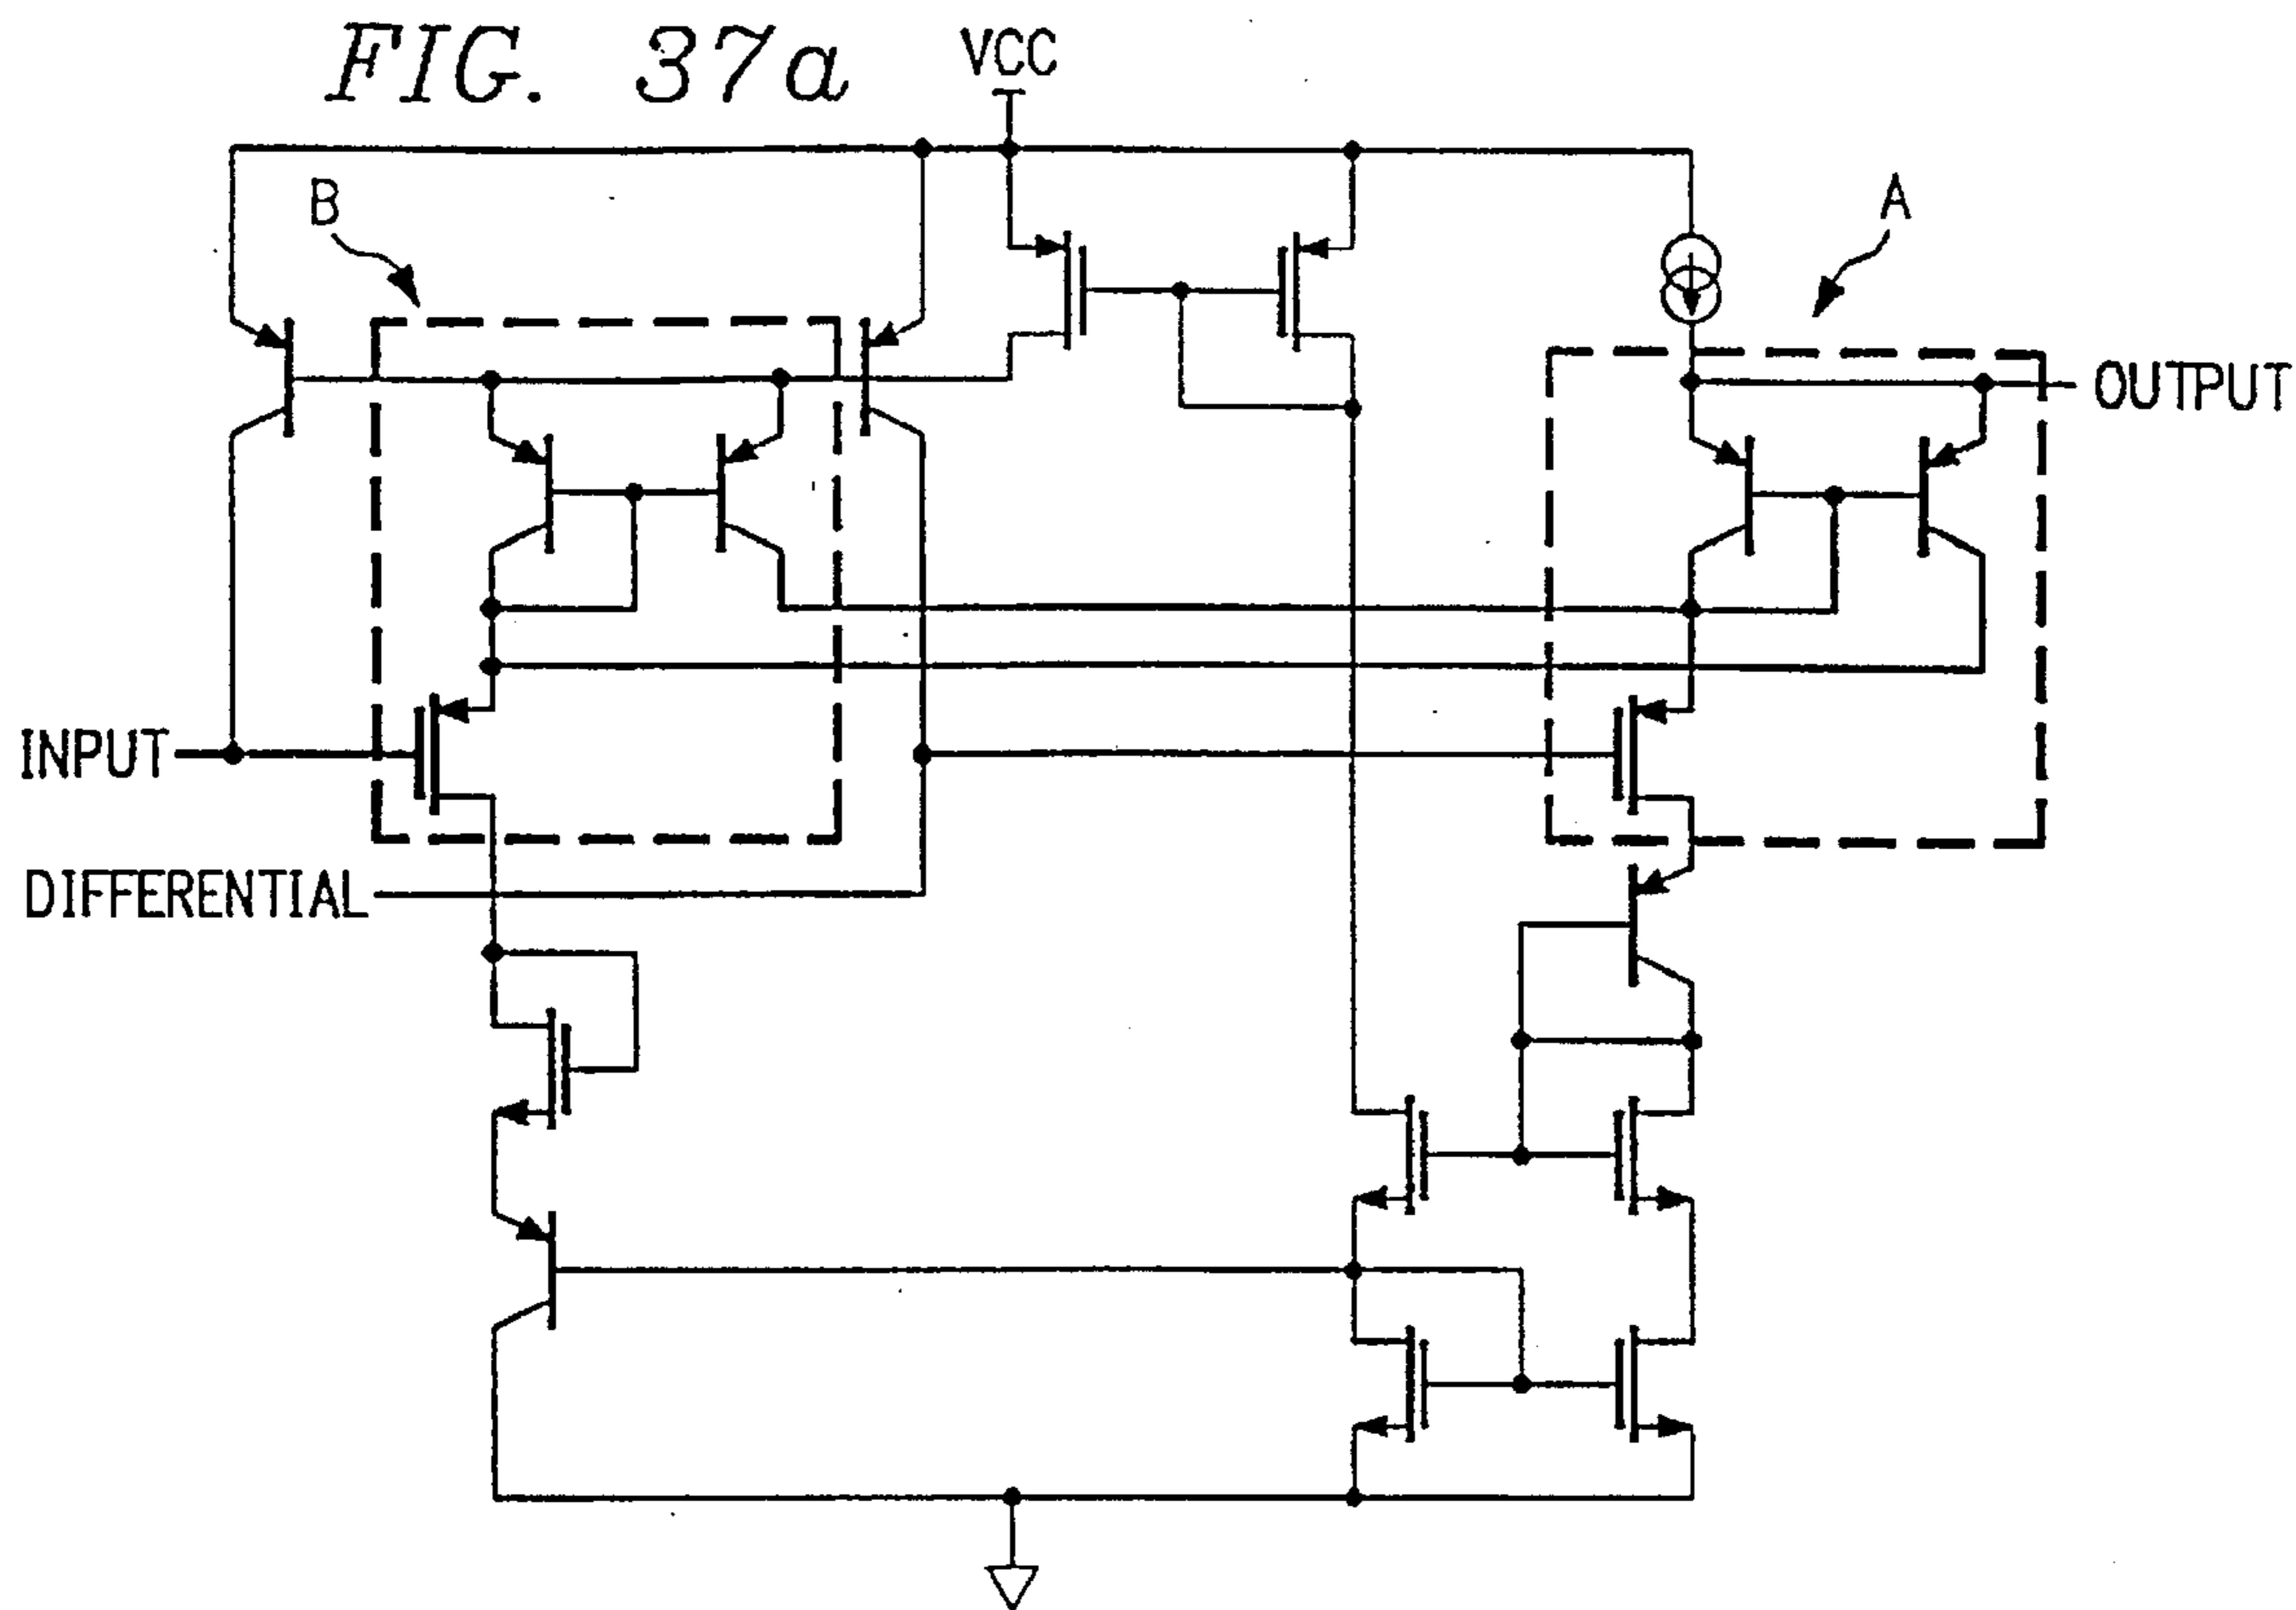 FIG. 37a
VCC
B
A
OUTPUT
INPUT
DIFFERENTIAL